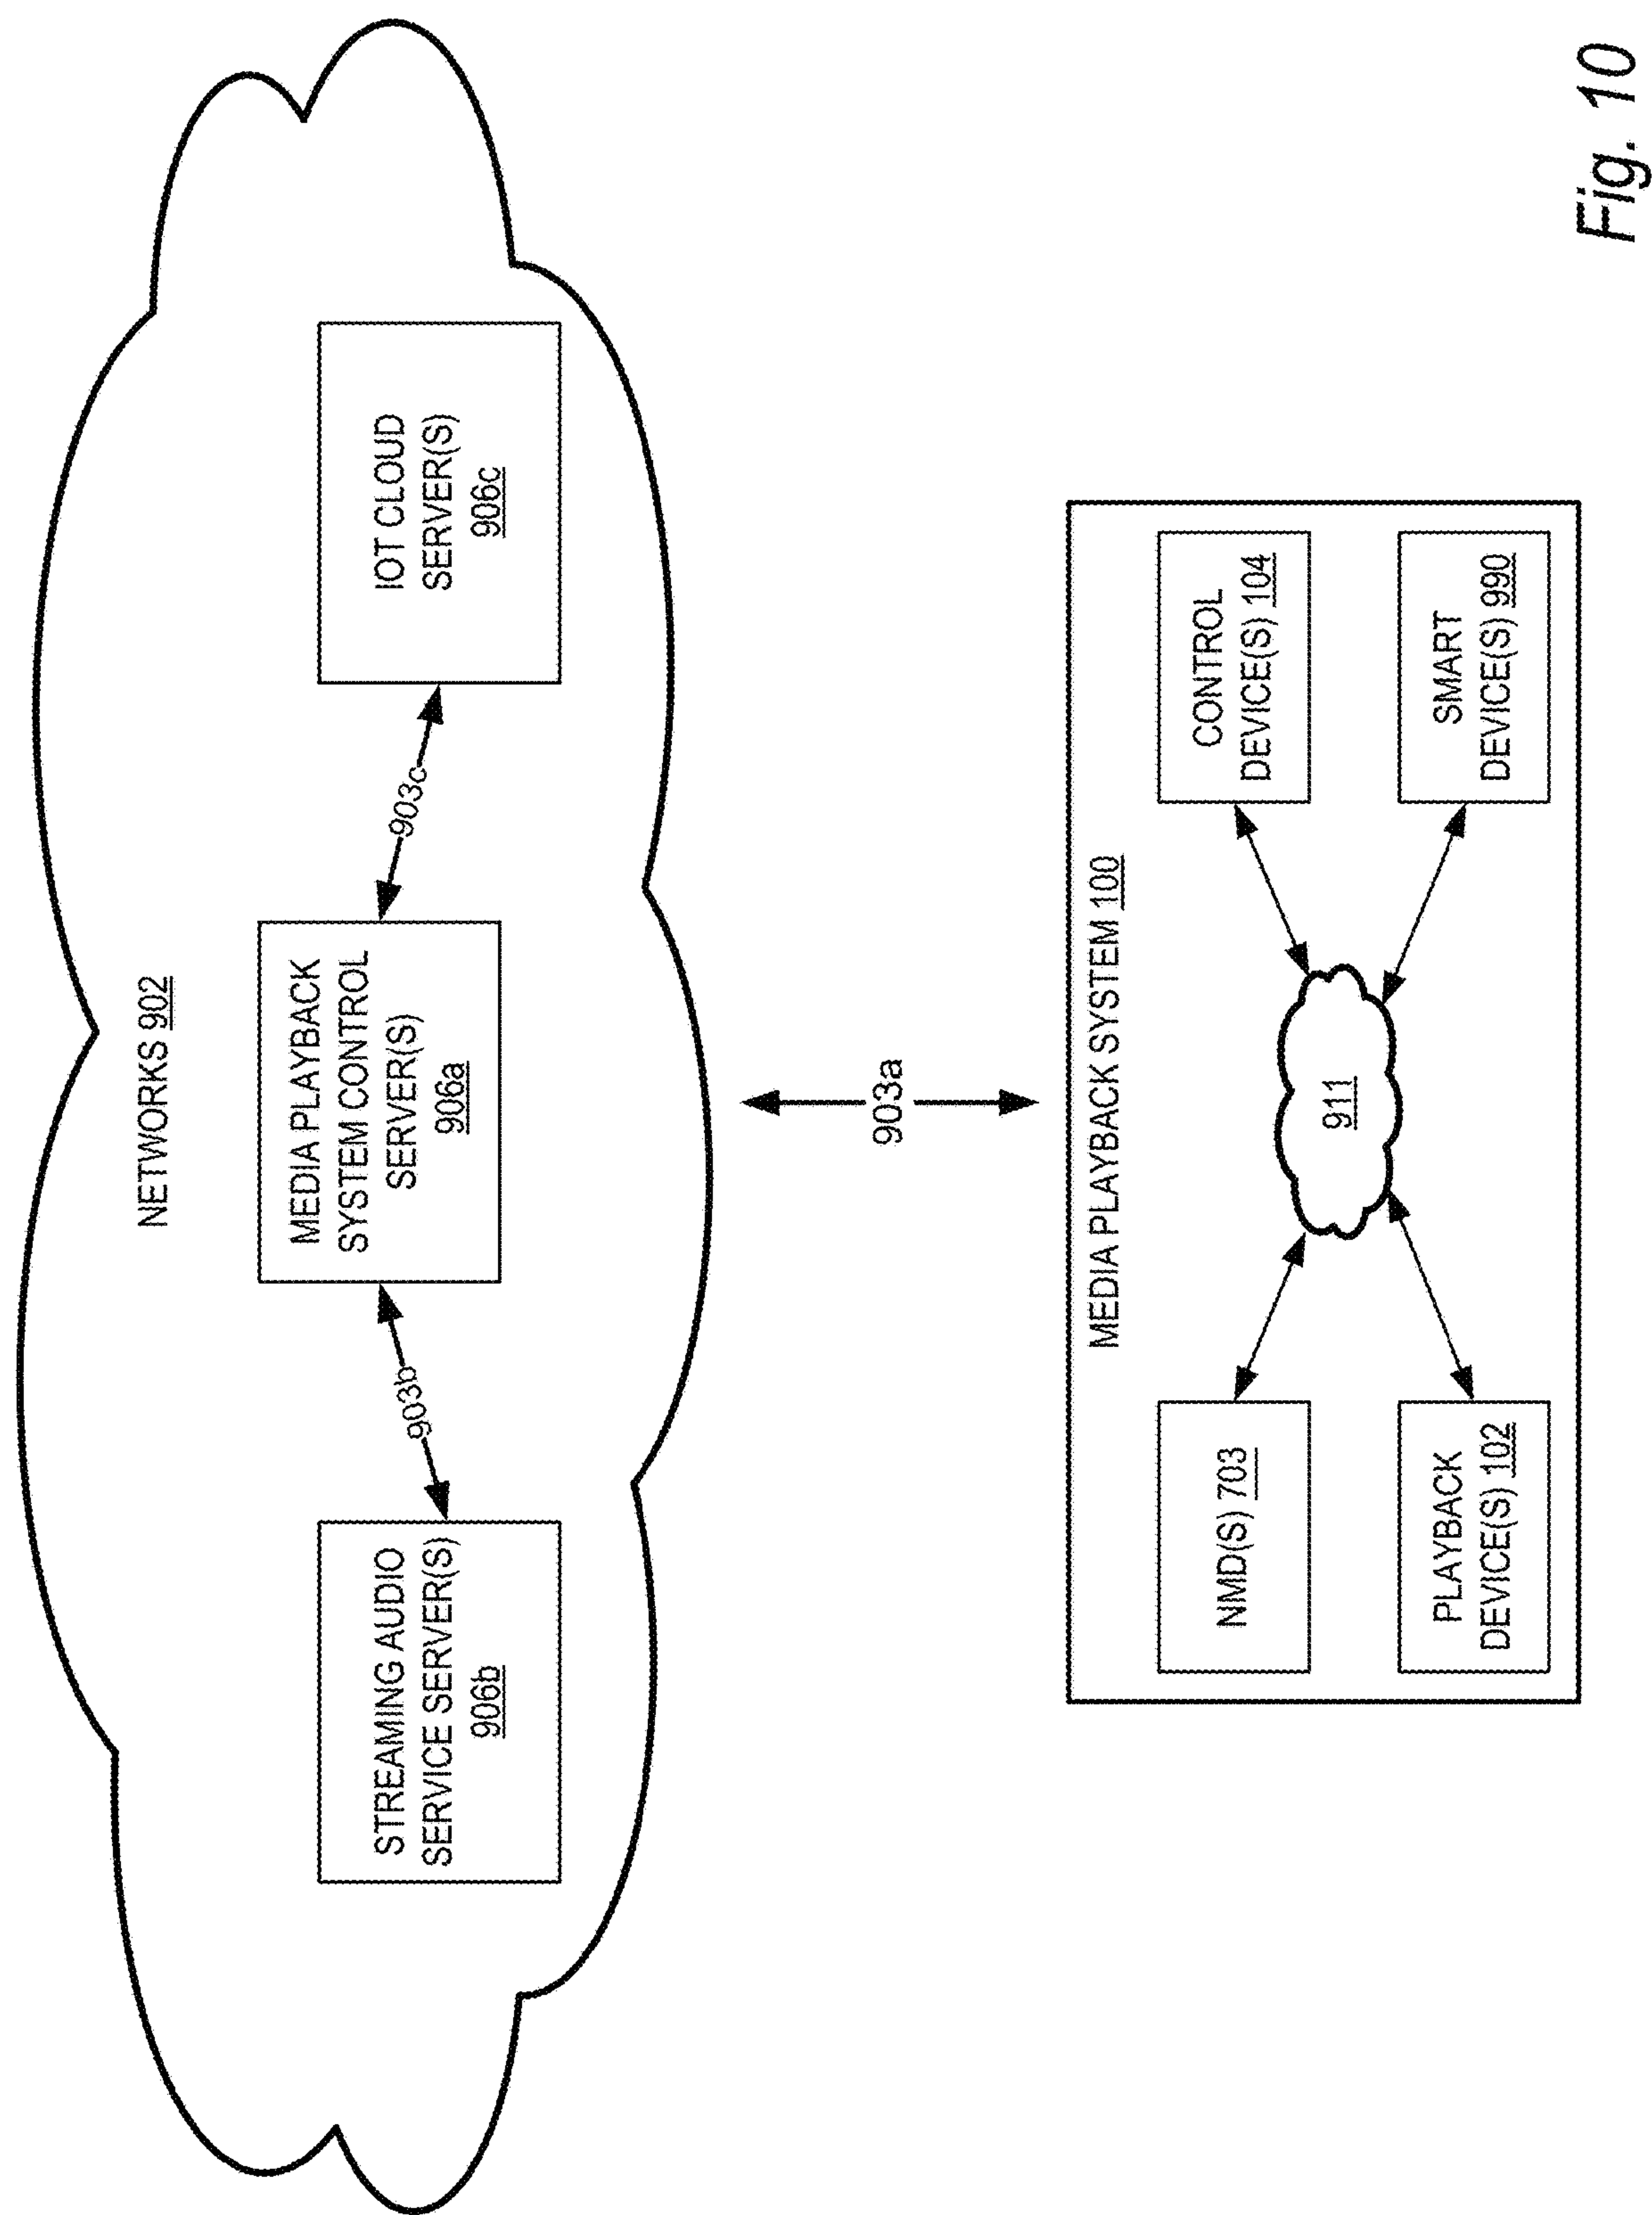 NETWORKS 902
STREAMING AUDIO
SERVICE SERVER(S)
906b
903b
MEDIA PLAYBACK
SYSTEM CONTROL
SERVER(S)
906a
903c
IOT CLOUD
SERVER(S)
906c
903a
MEDIA PLAYBACK SYSTEM 100
NMD(S) 703
CONTROL
DEVICE(S) 104
911
PLAYBACK
DEVICE(S) 102
SMART
DEVICE(S) 990
Fig. 10